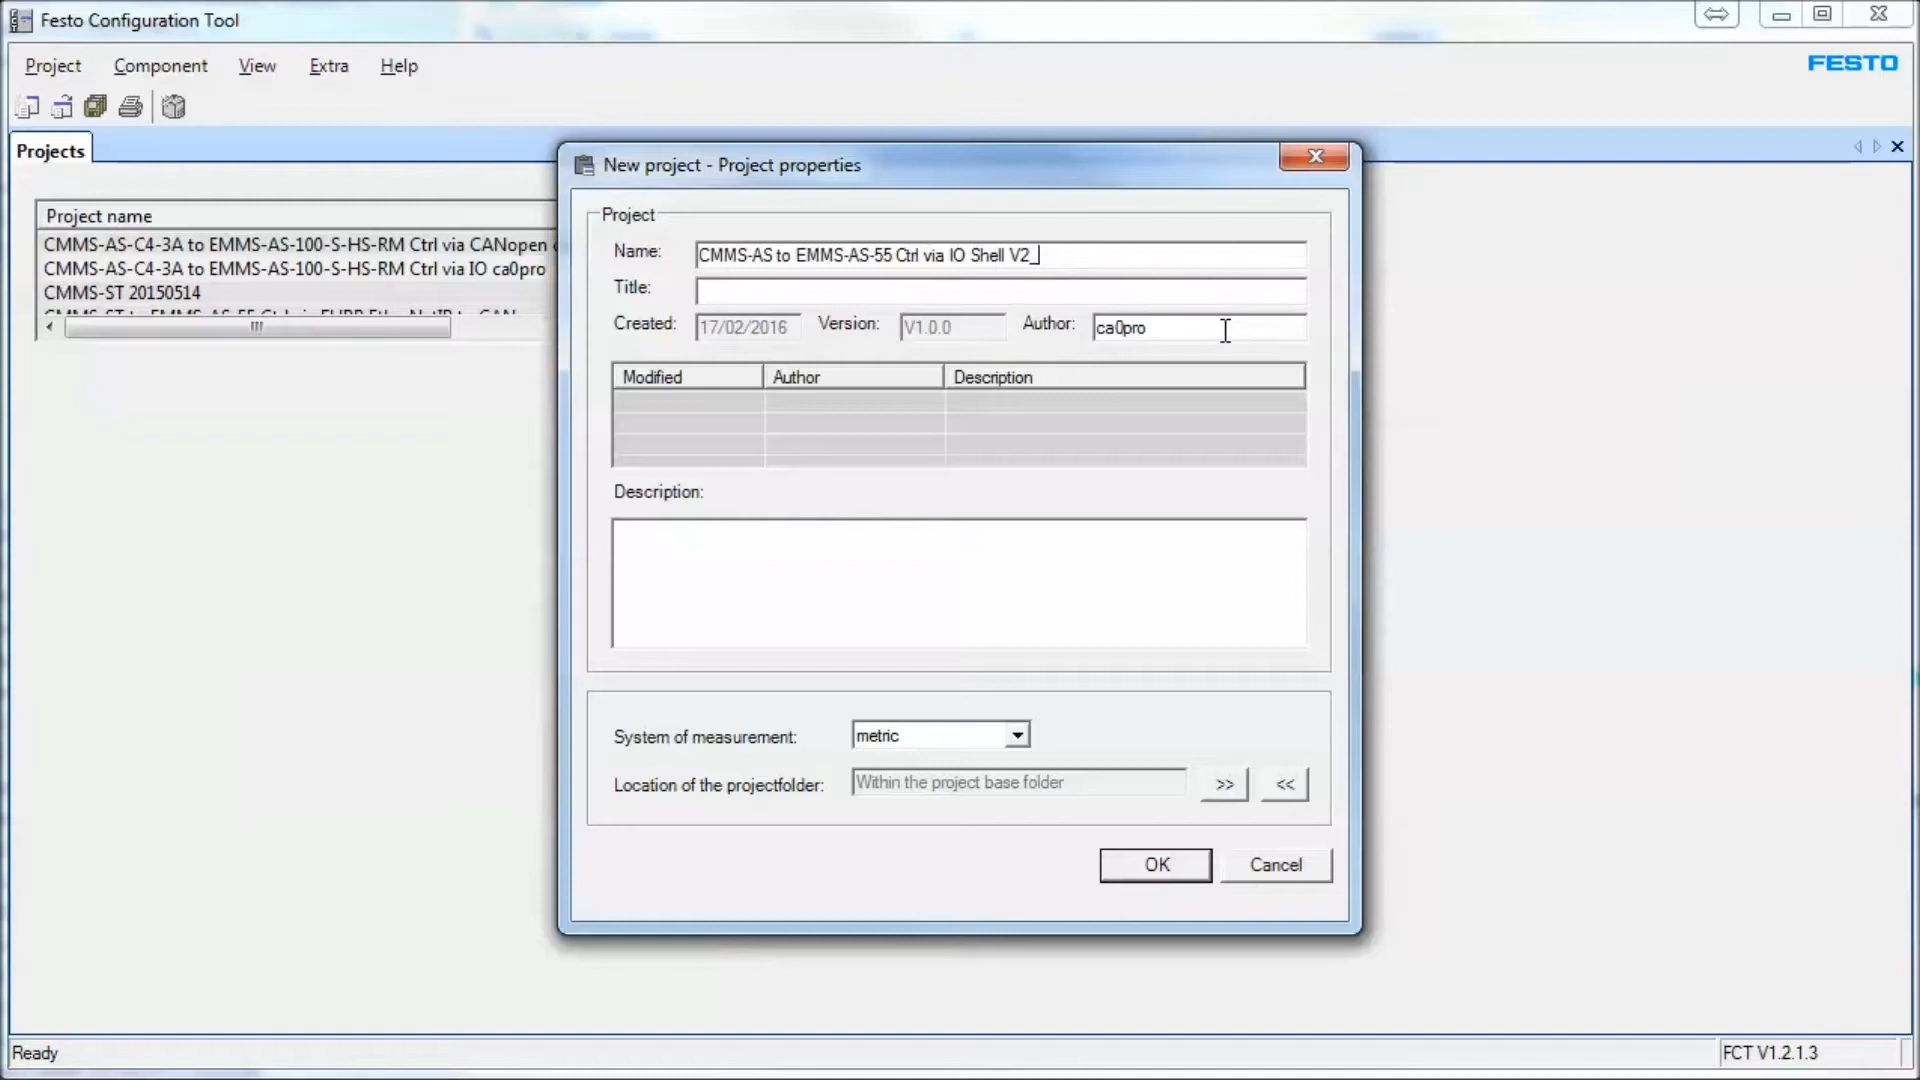 Festo Configuration Tool
Project Component View Extra Help
FESTO
Projects
Project name
CMMS-AS-C4-3A to EMMS-AS-100-S-HS-RM Ctrl via CANopen
CMMS-AS-C4-3A to EMMS-AS-100-S-HS-RM Ctrl via IO ca0pro
CMMS-ST 20150514
New project - Project properties
Project
Name: CMMS-AS to EMMS-AS-55 Ctrl via IO Shell V2_
Title:
Created: 17/02/2016 Version: V1.0.0 Author: ca0pro
Modified Author Description
Description:
System of measurement: metric
Location of the projectfolder: Within the project base folder >> <<
OK Cancel
Ready FCT V1.2.1.3